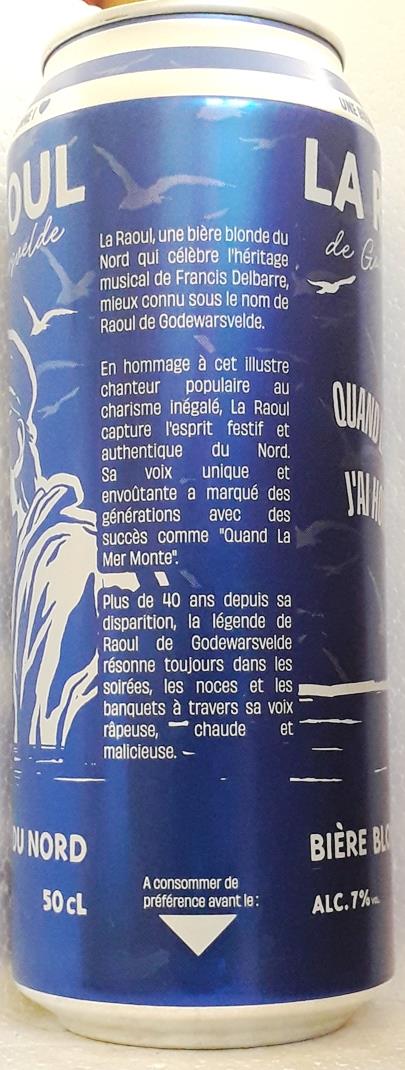 OUL
La Raoul, une bière blonde du
Nord qui célèbre l'héritage
musical de Francis Delbarre,
mieux connu sous le nom de
Raoul de Godewarsvelde.
En hommage à cet illustre
chanteur populaire au
charisme inégalé, La Raoul
capture l'esprit festif et
authentique du Nord.
Sa voix unique et
envoûtante a marqué des
générations avec des
succès comme "Quand La
Mer Monte".
Plus de 40 ans depuis sa
disparition, la légende de
Raoul de Godewarsvelde
résonne toujours dans les
soirées, les noces et les
banquets à travers sa voix
râpeuse, chaude et
malicieuse.
DU NORD
50 cL
A consommer de
préférence avant le :
LA R
de G
QUAND
J'AI HO
BIÈRE BLO
ALC. 7% VOL.